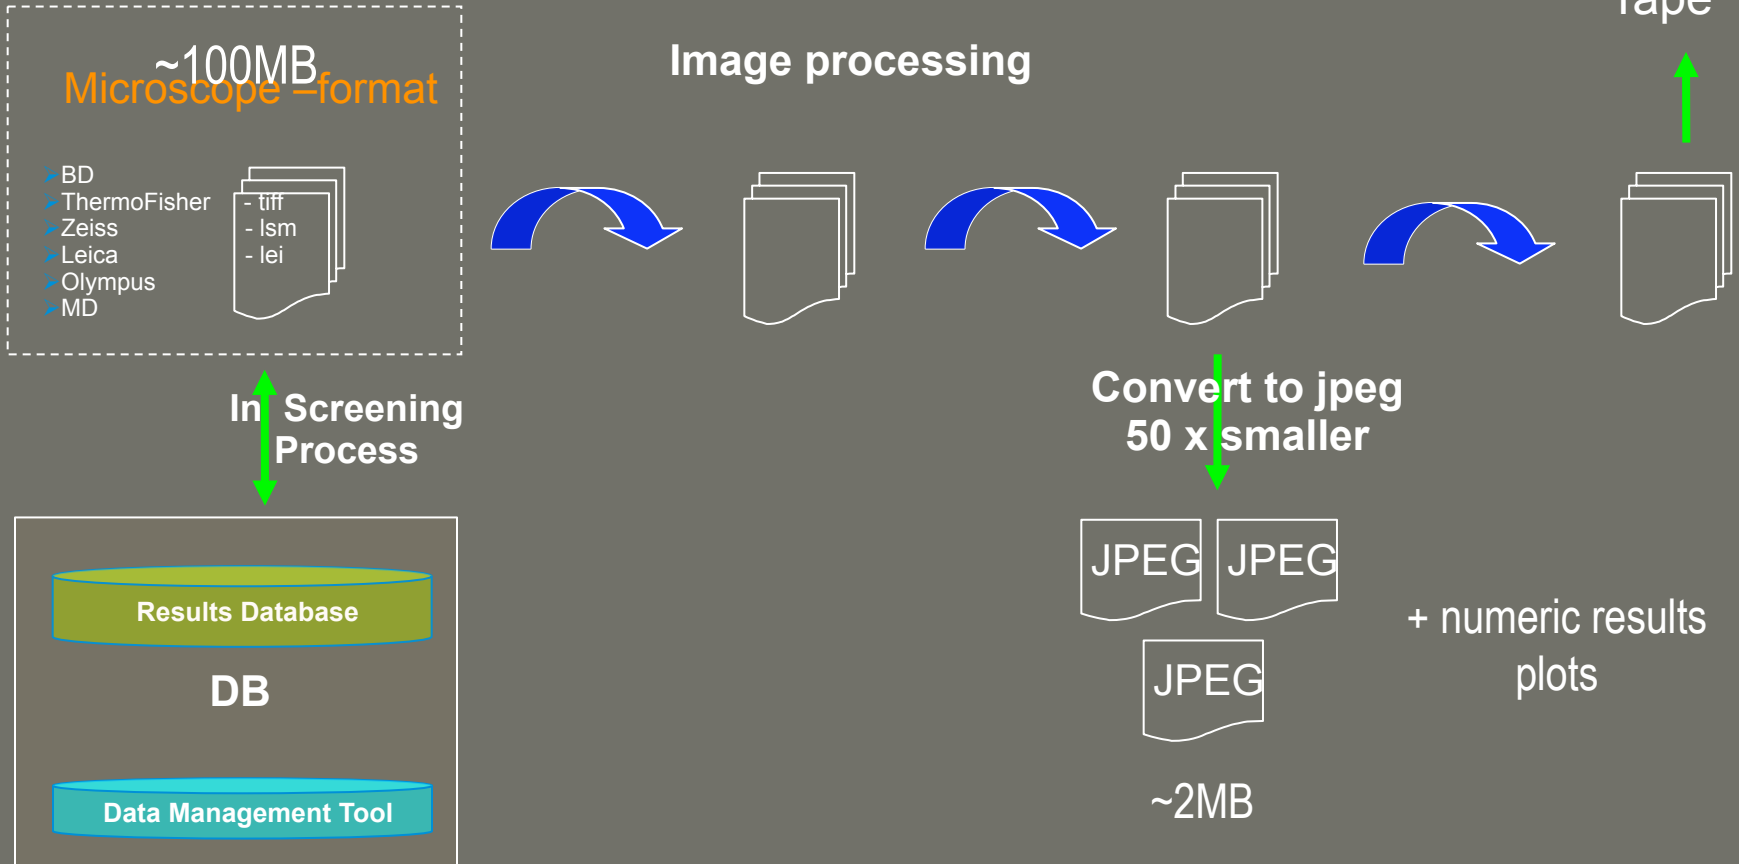 Tape
~100MB
Microscope –format
Image processing
BD
ThermoFisher
Zeiss
Leica
Olympus
MD
- tiff
- lsm
- lei
In Screening
Process
Convert to jpeg
50 x smaller
Results Database
DB
Data Management Tool
JPEG
JPEG
JPEG
~2MB
+ numeric results
plots